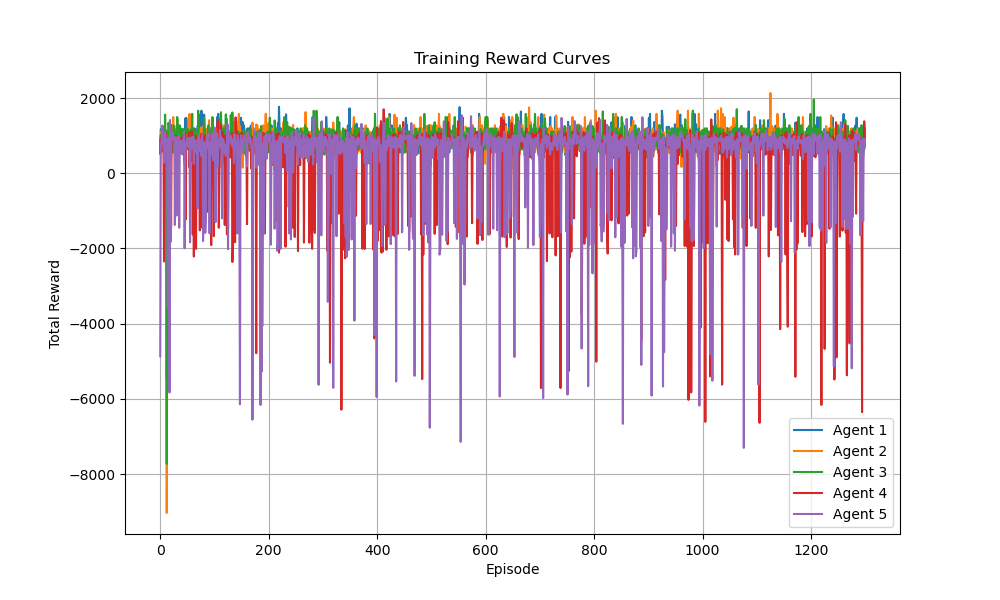 Training Reward Curves
2000
0
−2000
−4000
−6000
−8000
Total Reward
0 200 400 600 800 1000 1200
Episode
Agent 1
Agent 2
Agent 3
Agent 4
Agent 5